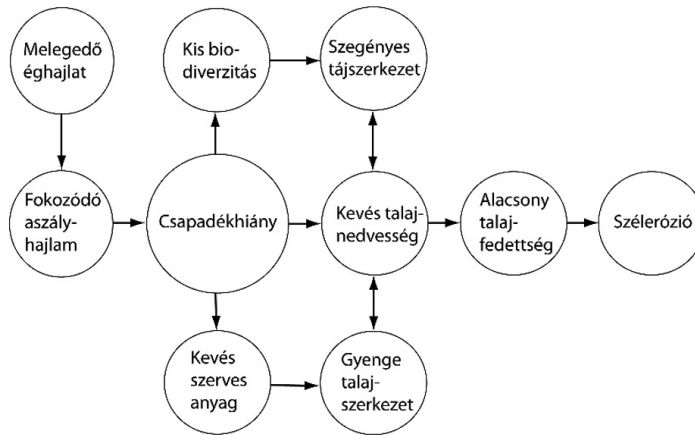 Melegedő
éghajlat
Kis bio-
diverzitás
Szegényes
tájszerkezet
Fokozódó
aszály-
hajlam
Csapadékhiány
Kevés talaj-
nedvesség
Alacsony
talaj-
fedettség
Szélerózió
Kevés
szerves
anyag
Gyenge
talaj-
szerkezet